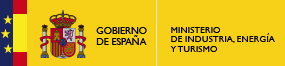 GOBIERNO
DE ESPAÑA
MINISTERIO
DE INDUSTRIA, ENERGÍA
Y TURISMO